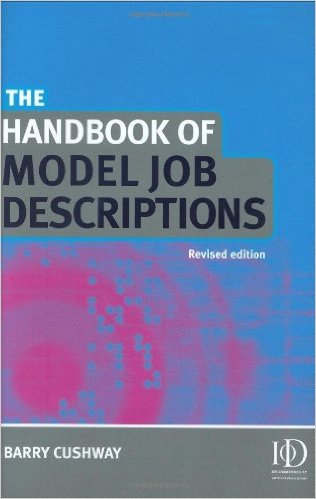 THE
HANDBOOK OF
MODEL JOB
DESCRIPTIONS
Revised edition
BARRY CUSHWAY
IOD